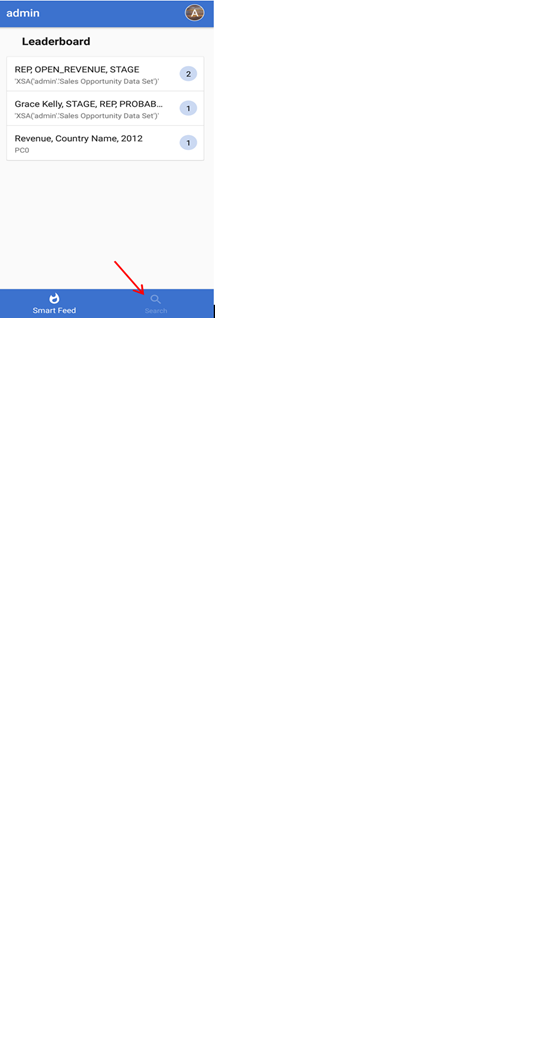 admin
A
Leaderboard
REP, OPEN_REVENUE, STAGE
'XSA('admin'.'Sales Opportunity Data Set')'
2
Grace Kelly, STAGE, REP, PROBAB...
'XSA('admin'.'Sales Opportunity Data Set')'
1
Revenue, Country Name, 2012
PC0
1
Smart Feed
Search